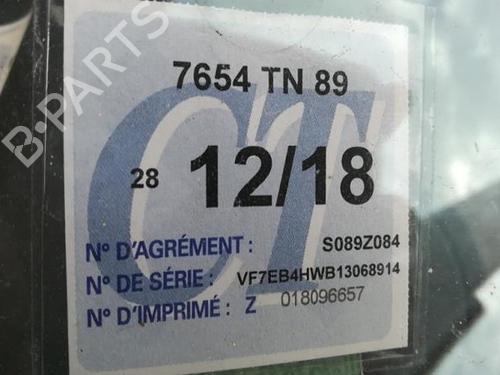 B-PARTS
7654 TN 89
CT
28 12/18
N° D'AGRÉMENT : S089Z084
N° DE SÉRIE : VF7EB4HWB13068914
N° D'IMPRIMÉ : Z 018096657